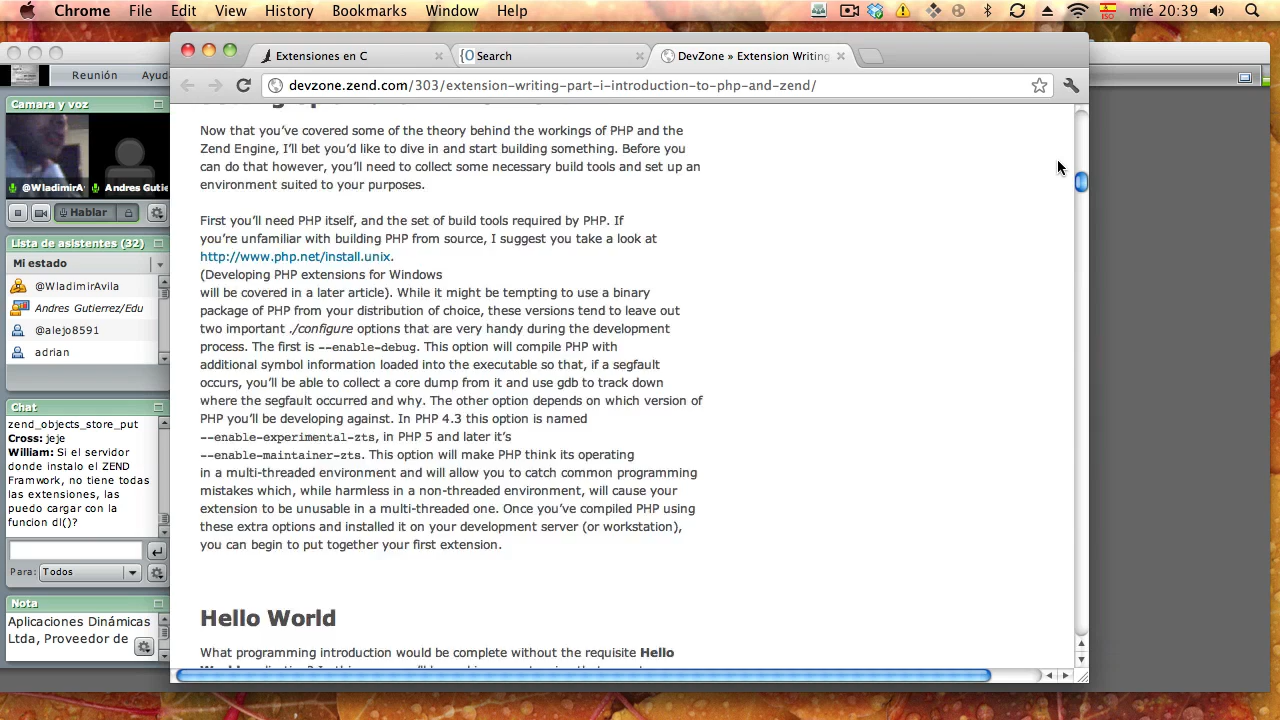 Chrome File Edit View History Bookmarks Window Help
ISO mié 20:39
Extensiones en C
Search
DevZone » Extension Writing
Reunión Ayud
devzone.zend.com/303/extension-writing-part-i-introduction-to-php-and-zend/
Camara y voz
@WladimirA
Andres Gutie
Hablar
Lista de asistentes (32)
Mi estado
@WladimirAvila
Andres Gutierrez/Edu
@alejo8591
adrian
Chat
zend_objects_store_put
Cross: jeje
William: Si el servidor
donde instalo el ZEND
Framwork, no tiene todas
las extensiones, las
puedo cargar con la
funcion dl()?
Para: Todos
Nota
Aplicaciones Dinámicas
Ltda, Proveedor de
Now that you’ve covered some of the theory behind the workings of PHP and the
Zend Engine, I’ll bet you’d like to dive in and start building something. Before you
can do that however, you’ll need to collect some necessary build tools and set up an
environment suited to your purposes.
First you’ll need PHP itself, and the set of build tools required by PHP. If
you’re unfamiliar with building PHP from source, I suggest you take a look at
http://www.php.net/install.unix.
(Developing PHP extensions for Windows
will be covered in a later article). While it might be tempting to use a binary
package of PHP from your distribution of choice, these versions tend to leave out
two important ./configure options that are very handy during the development
process. The first is --enable-debug. This option will compile PHP with
additional symbol information loaded into the executable so that, if a segfault
occurs, you’ll be able to collect a core dump from it and use gdb to track down
where the segfault occurred and why. The other option depends on which version of
PHP you’ll be developing against. In PHP 4.3 this option is named
--enable-experimental-zts, in PHP 5 and later it’s
--enable-maintainer-zts. This option will make PHP think its operating
in a multi-threaded environment and will allow you to catch common programming
mistakes which, while harmless in a non-threaded environment, will cause your
extension to be unusable in a multi-threaded one. Once you’ve compiled PHP using
these extra options and installed it on your development server (or workstation),
you can begin to put together your first extension.
Hello World
What programming introduction would be complete without the requisite Hello